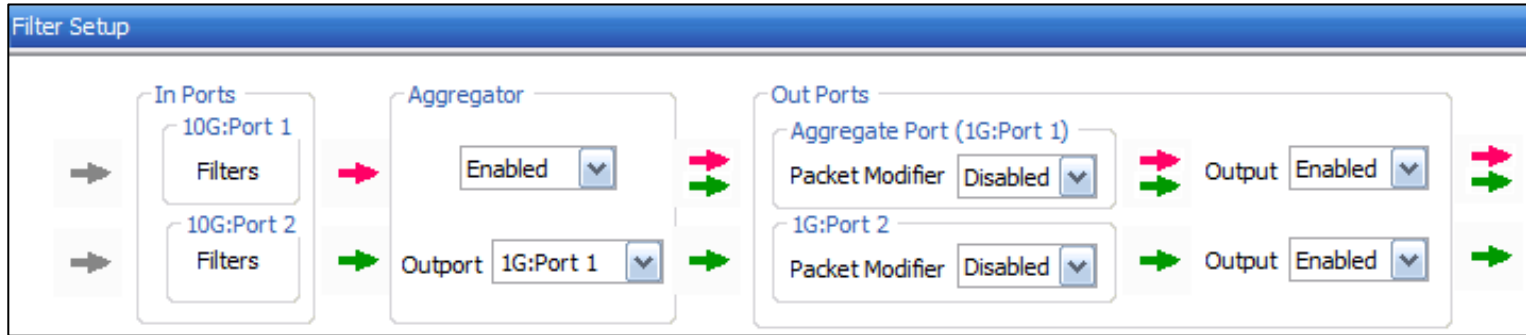 Filter Setup
In Ports
10G:Port 1
Filters
10G:Port 2
Filters
Aggregator
Enabled
Outport 1G:Port 1
Out Ports
Aggregate Port (1G:Port 1)
Packet Modifier Disabled
Output Enabled
1G:Port 2
Packet Modifier Disabled
Output Enabled